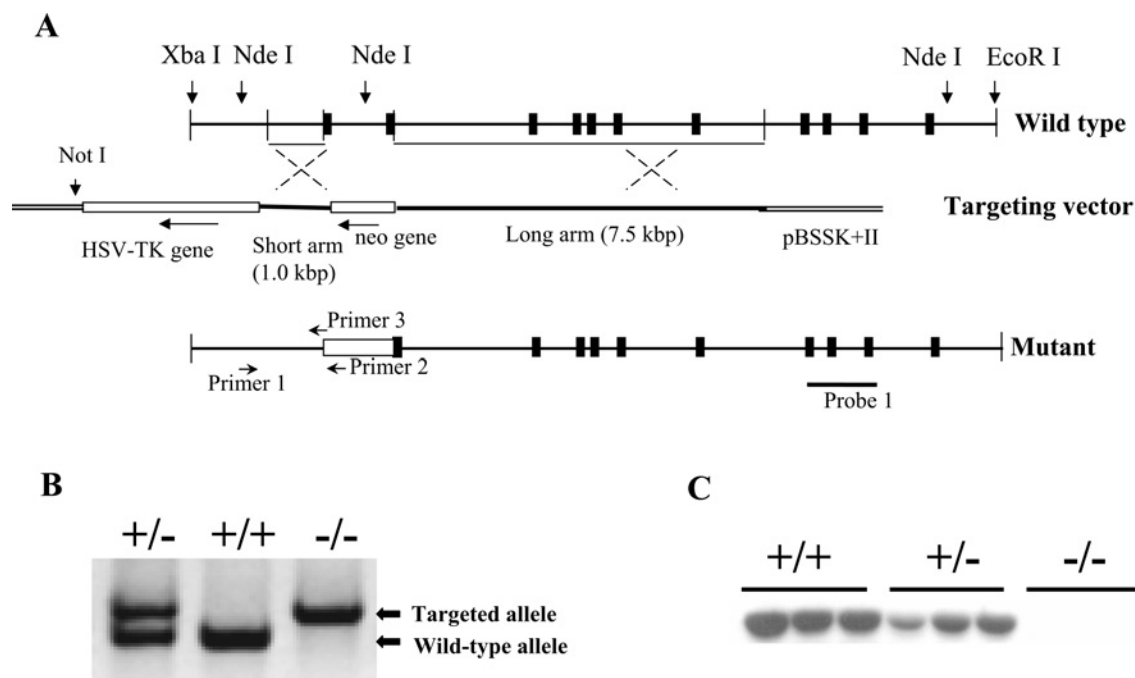 A
Xba I Nde I Nde I Nde I EcoR I
Wild type
Not I
Targeting vector
HSV-TK gene
Short arm
(1.0 kbp)
neo gene
Long arm (7.5 kbp)
pBSSK+II
Primer 3
Mutant
Primer 1
Primer 2
Probe 1
B
+/- +/+ -/-
Targeted allele
Wild-type allele
C
+/+ +/- -/-